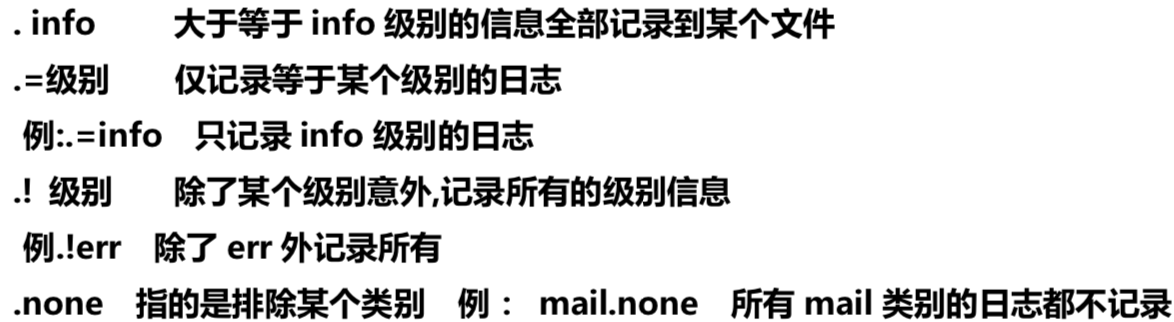 . info 大于等于 info 级别的信息全部记录到某个文件
.=级别 仅记录等于某个级别的日志
例:.=info 只记录 info 级别的日志
.! 级别 除了某个级别意外,记录所有的级别信息
例.!err 除了 err 外记录所有
.none 指的是排除某个类别 例： mail.none 所有 mail 类别的日志都不记录